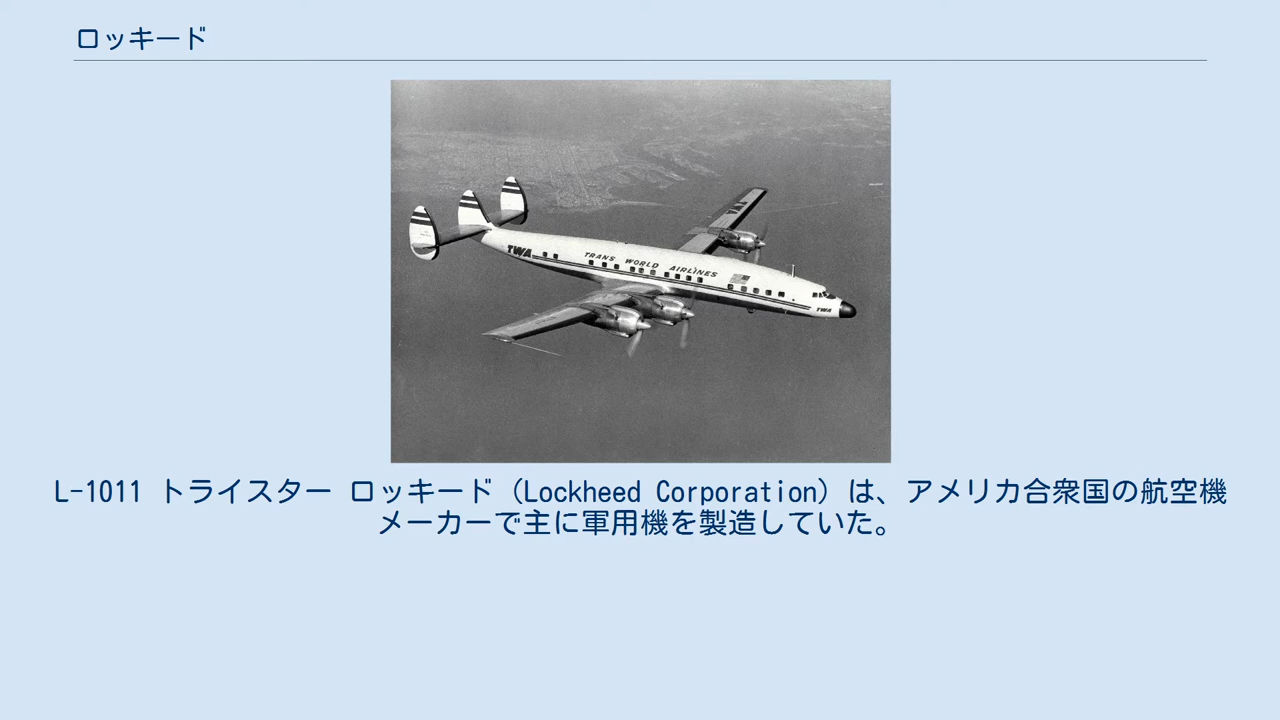 ロッキード
TWA
TWA
TRANS WORLD AIRLINES
TWA
L-1011 トライスター ロッキード（Lockheed Corporation）は、アメリカ合衆国の航空機
メーカーで主に軍用機を製造していた。